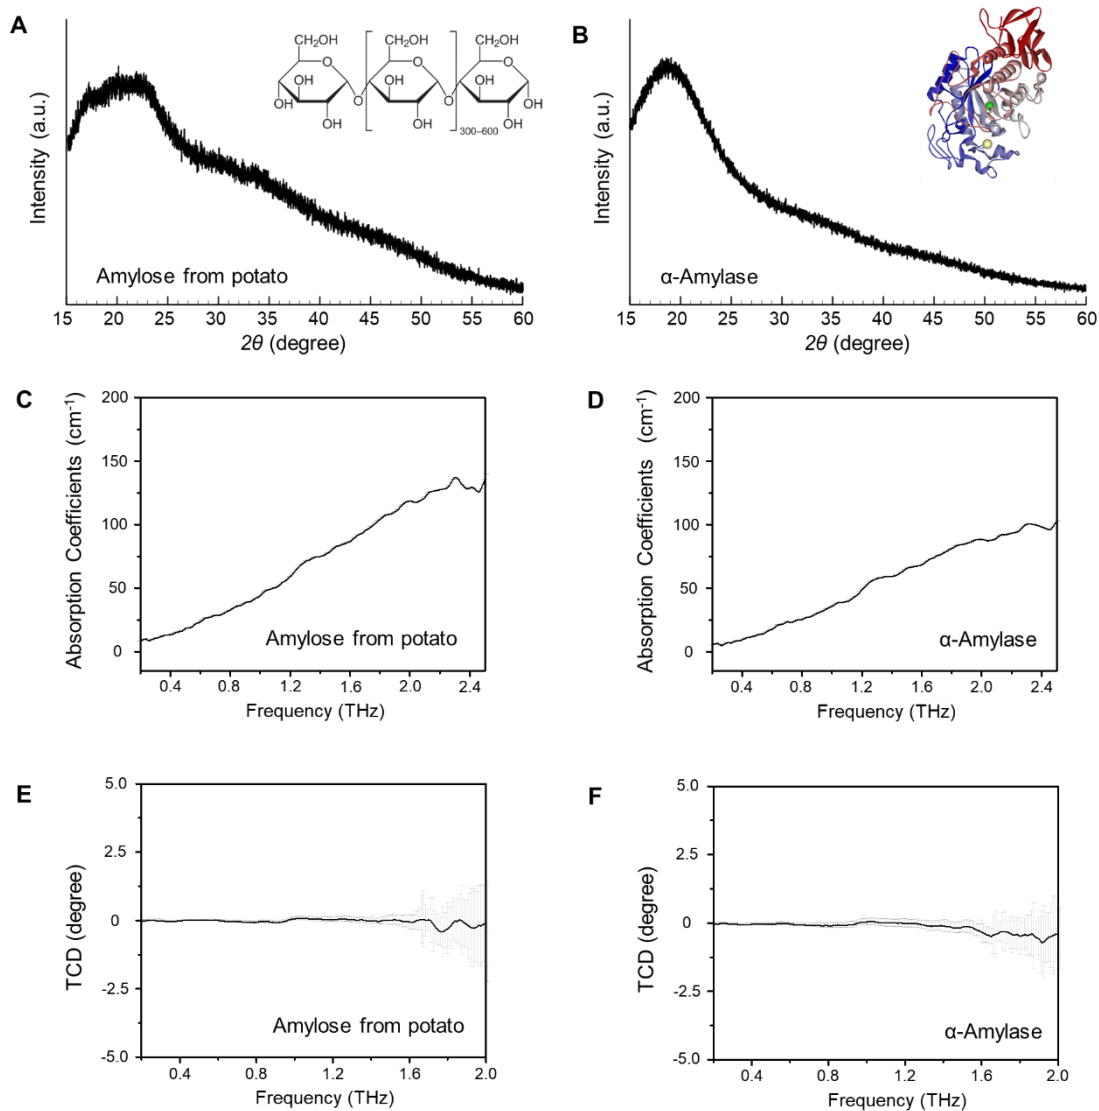 A
Intensity (a.u.)
CH₂OH CH₂OH CH₂OH
O O O
OH OH OH
OH O O OH
OH OH OH
300–600
Amylose from potato
15 20 25 30 35 40 45 50 55 60
2θ (degree)
B
Intensity (a.u.)
α-Amylase
15 20 25 30 35 40 45 50 55 60
2θ (degree)
C
Absorption Coefficients (cm⁻¹)
200
150
100
50
0
Amylose from potato
0.4 0.8 1.2 1.6 2.0 2.4
Frequency (THz)
D
Absorption Coefficients (cm⁻¹)
200
150
100
50
0
α-Amylase
0.4 0.8 1.2 1.6 2.0 2.4
Frequency (THz)
E
TCD (degree)
5.0
2.5
0
-2.5
-5.0
Amylose from potato
0.4 0.8 1.2 1.6 2.0
Frequency (THz)
F
TCD (degree)
5.0
2.5
0
-2.5
-5.0
α-Amylase
0.4 0.8 1.2 1.6 2.0
Frequency (THz)